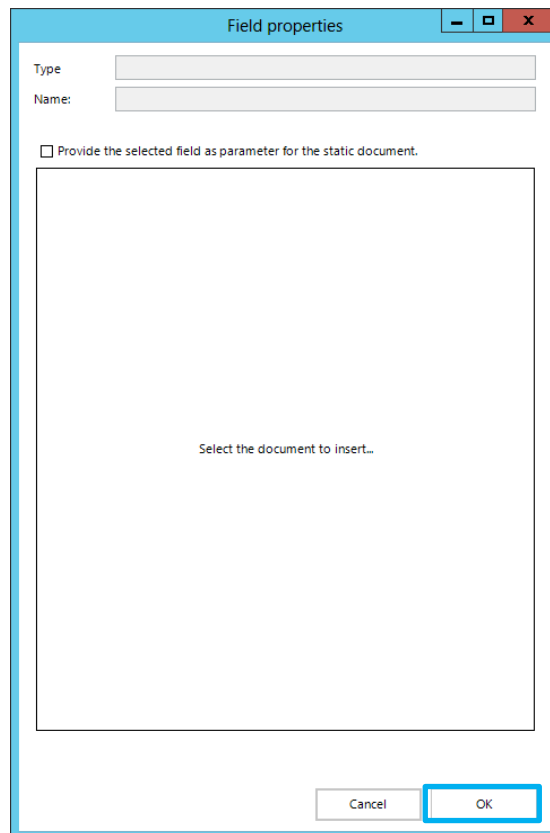 Field properties
Type
Name:
Provide the selected field as parameter for the static document.
Select the document to insert...
Cancel OK